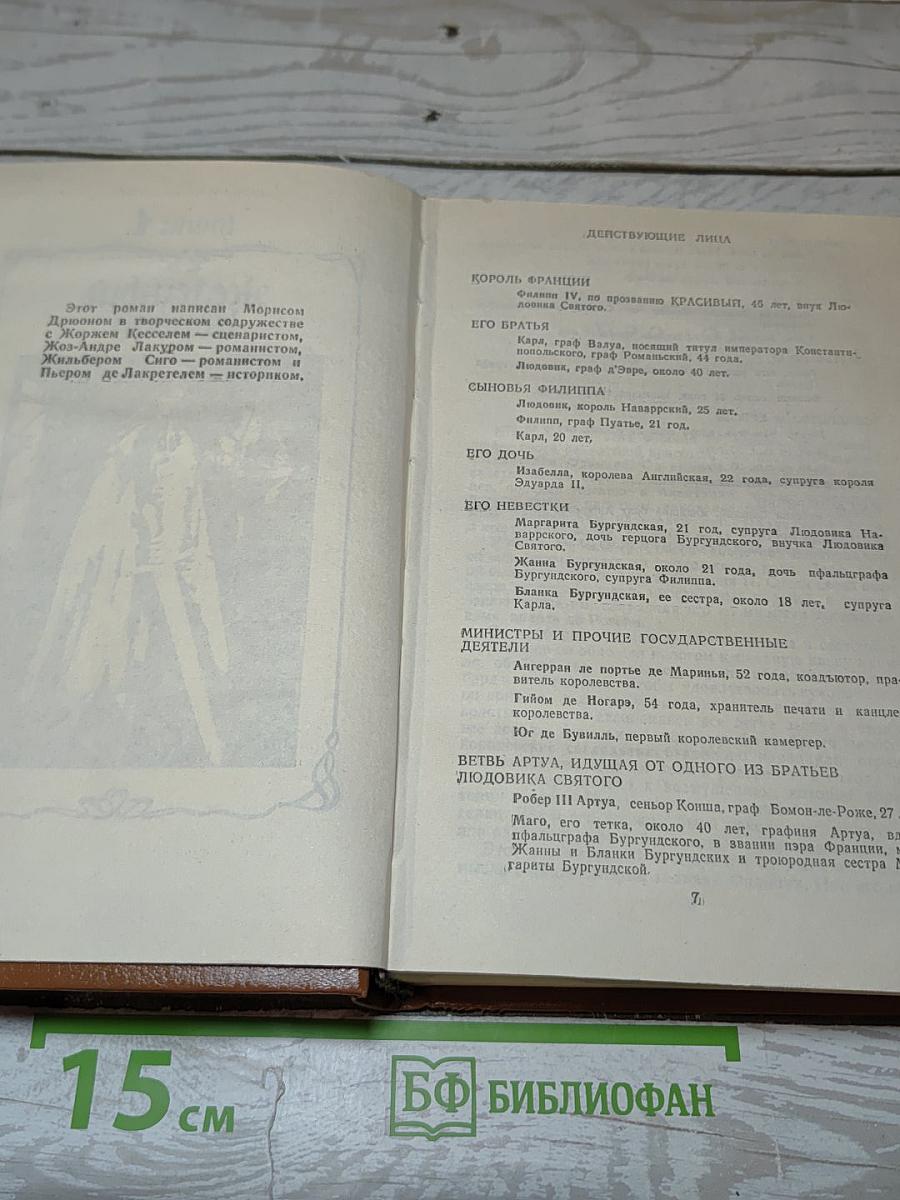 Этот роман написан Морисом
Дрюоном в творческом содружестве
с Жоржем Кесселем — сценаристом,
Жоз-Андре Лакуром — романистом,
Жильбером Сиго — романистом и
Пьером де Лакретелем — историком,
ДЕЙСТВУЮЩИЕ ЛИЦА
КОРОЛЬ ФРАНЦИИ
Филипп IV, по прозванию КРАСИВЫЙ, 45 лет, внук Лю-
довика Святого.
ЕГО БРАТЬЯ
Карл, граф Валуа, носящий титул императора Константи-
нопольского, граф Романьский, 44 года.
Людовик, граф д'Эвре, около 40 лет.
СЫНОВЬЯ ФИЛИППА
Людовик, король Наваррский, 25 лет.
Филипп, граф Пуатье, 21 год.
Карл, 20 лет,
ЕГО ДОЧЬ
Изабелла, королева Английская, 22 года, супруга короля
Эдуарда II.
ЕГО НЕВЕСТКИ
Маргарита Бургундская, 21 год, супруга Людовика На-
варрского, дочь герцога Бургундского, внучка Людовика
Святого.
Жанна Бургундская, около 21 года, дочь пфальцграфа
Бургундского, супруга Филиппа.
Бланка Бургундская, ее сестра, около 18 лет, супруга
Карла.
МИНИСТРЫ И ПРОЧИЕ ГОСУДАРСТВЕННЫЕ
ДЕЯТЕЛИ
Ангерран ле портье де Мариньи, 52 года, коадъютор, пра-
витель королевства.
Гийом де Ногарэ, 54 года, хранитель печати и канцле
королевства.
Юг де Бувилль, первый королевский камергер.
ВЕТВЬ АРТУА, ИДУЩАЯ ОТ ОДНОГО ИЗ БРАТЬЕВ
ЛЮДОВИКА СВЯТОГО
Робер III Артуа, сеньор Конша, граф Бомон-ле-Роже, 27
Маго, его тетка, около 40 лет, графиня Артуа, вд
пфальцграфа Бургундского, в звании пэра Франции, м
Жанны и Бланки Бургундских и троюродная сестра М
гариты Бургундской.
7
15 см
БФ БИБЛИОФАН